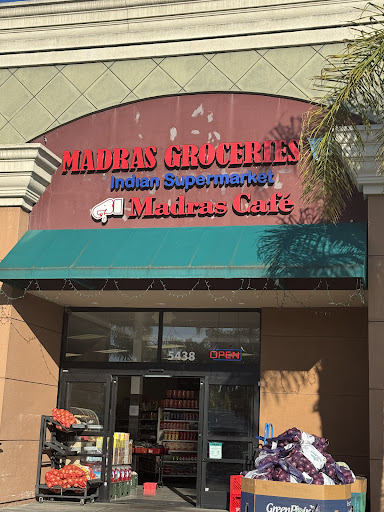 MADRAS GROCERIES
Indian Supermarket
Madras Café
5438
OPEN